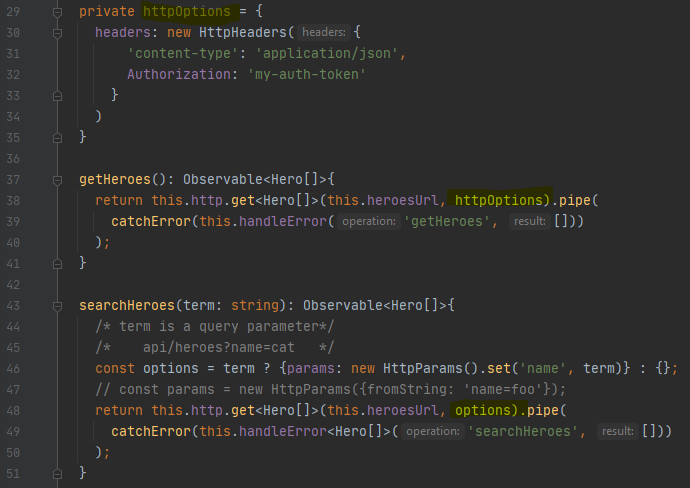 29 private httpOptions = {
30 headers: new HttpHeaders( headers: {
31 'content-type': 'application/json',
32 Authorization: 'my-auth-token'
33 }
34 )
35 }
36
37 getHeroes(): Observable<Hero[]>{
38 return this.http.get<Hero[]>(this.heroesUrl, httpOptions).pipe(
39 catchError(this.handleError( operation: 'getHeroes', result: []))
40 );
41 }
42
43 searchHeroes(term: string): Observable<Hero[]>{
44 /* term is a query parameter*/
45 /* api/heroes?name=cat */
46 const options = term ? {params: new HttpParams().set('name', term)} : {};
47 // const params = new HttpParams({fromString: 'name=foo'});
48 return this.http.get<Hero[]>(this.heroesUrl, options).pipe(
49 catchError(this.handleError<Hero[]>( operation: 'searchHeroes', result: []))
50 );
51 }